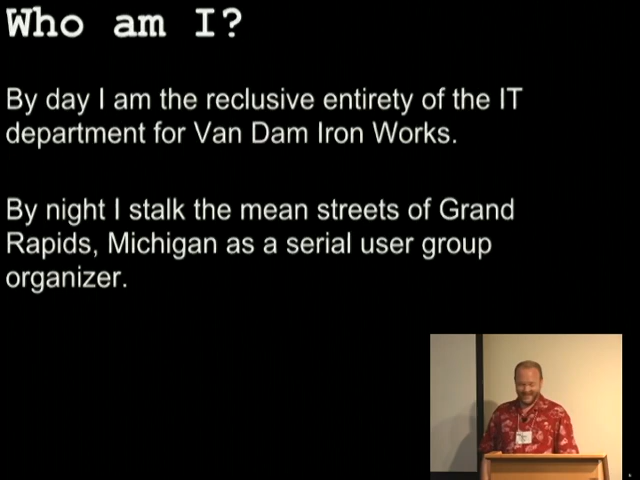 Who am I?
By day I am the reclusive entirety of the IT
department for Van Dam Iron Works.
By night I stalk the mean streets of Grand
Rapids, Michigan as a serial user group
organizer.